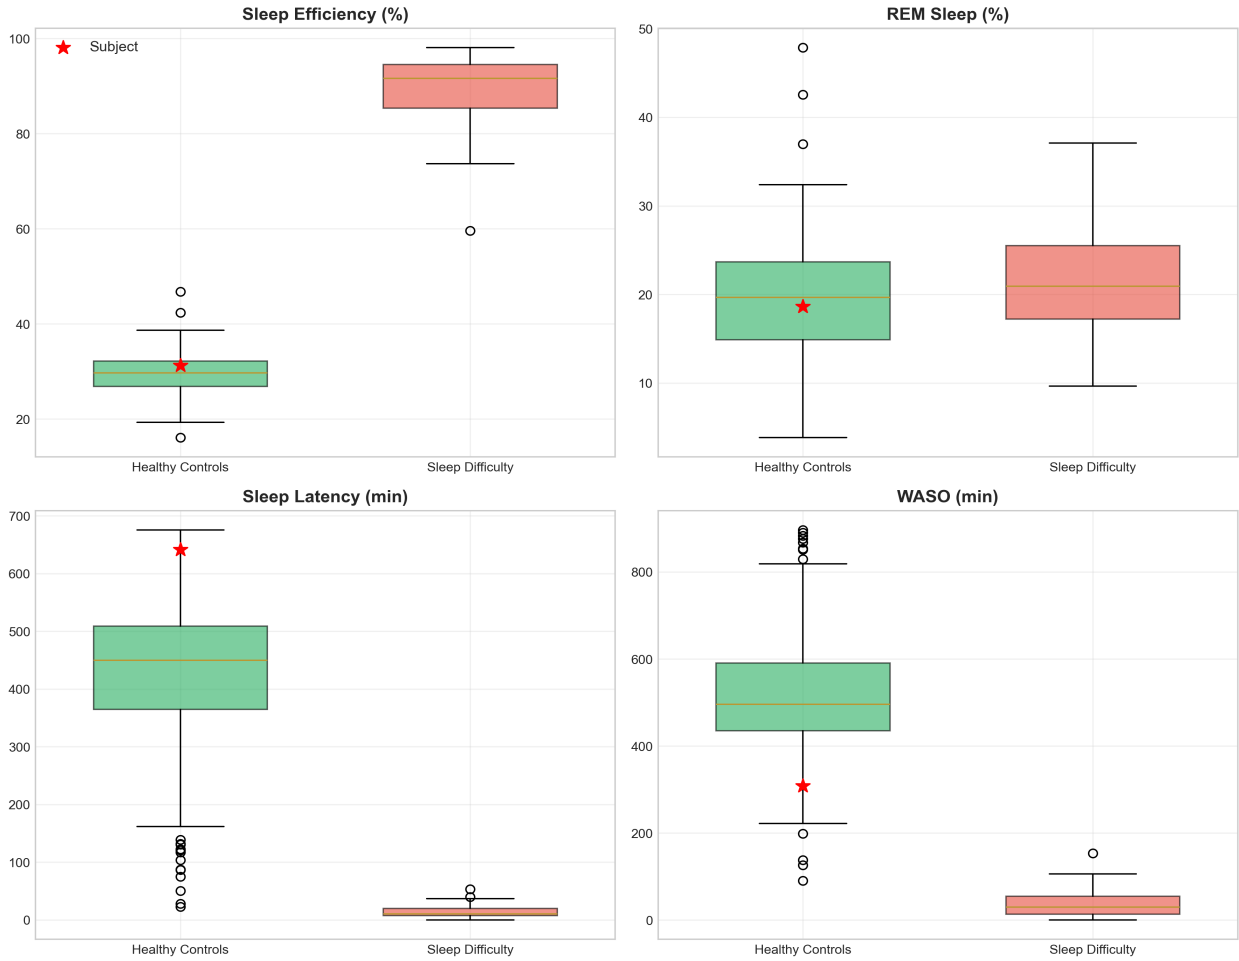 Sleep Efficiency (%)
100
80
60
40
20
Subject
Healthy Controls
Sleep Difficulty
REM Sleep (%)
50
40
30
20
10
Healthy Controls
Sleep Difficulty
Sleep Latency (min)
700
600
500
400
300
200
100
0
Healthy Controls
Sleep Difficulty
WASO (min)
800
600
400
200
0
Healthy Controls
Sleep Difficulty